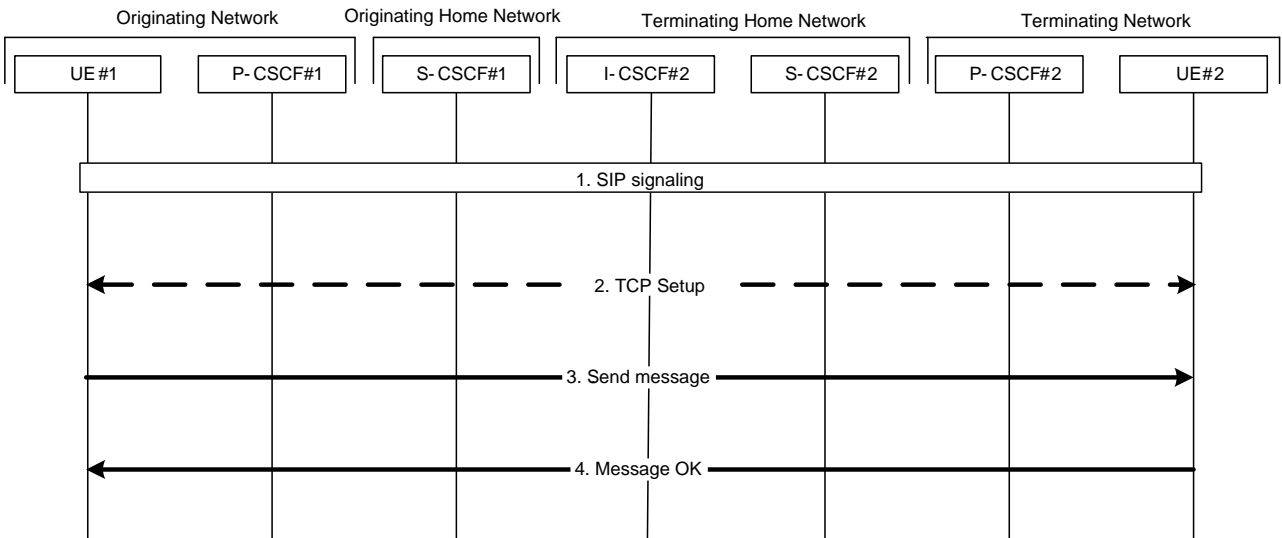 Originating Network
Originating Home Network
Terminating Home Network
Terminating Network
UE#1
P-CSCF#1
S-CSCF#1
I-CSCF#2
S-CSCF#2
P-CSCF#2
UE#2
1. SIP signaling
2. TCP Setup
3. Send message
4. Message OK